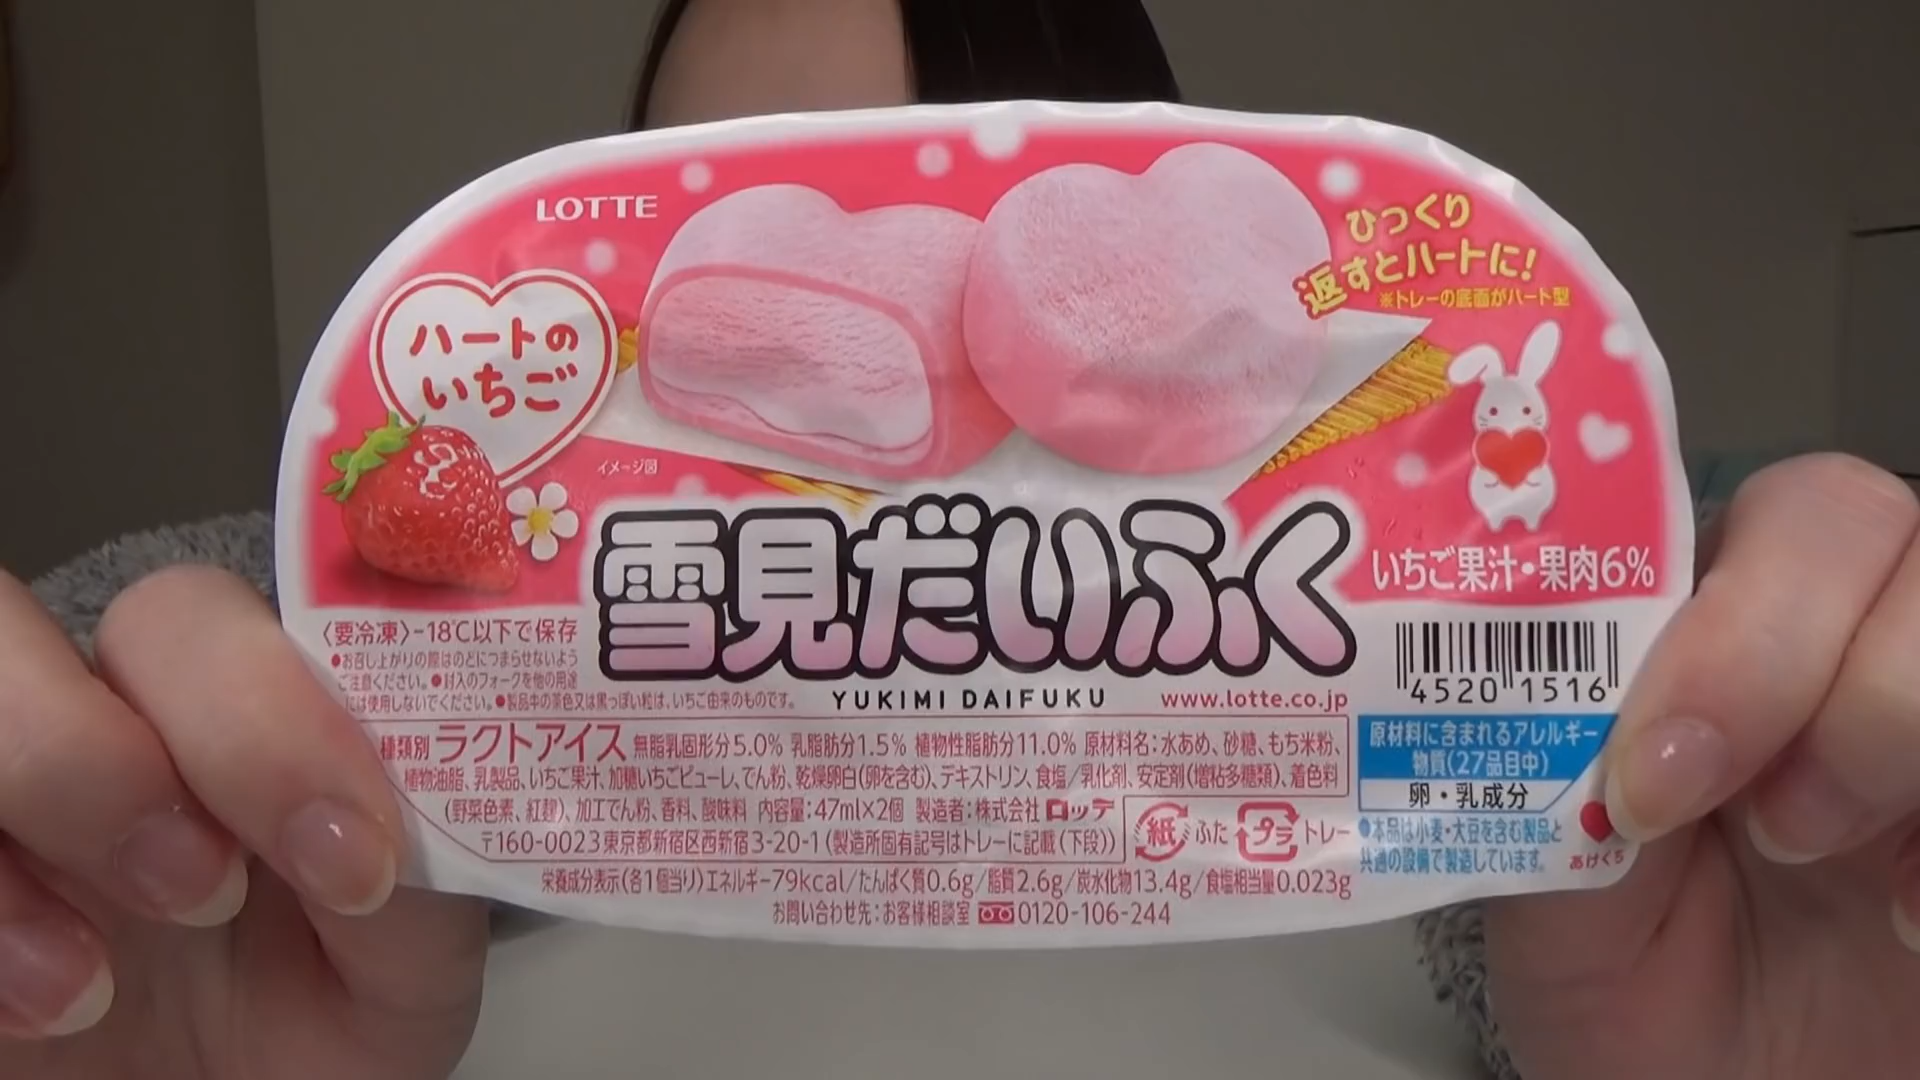 LOTTE
ひっくり
返すとハートに!
※トレーの底面がハート型
ハートの
いちご
イメージ図
雪見だいふく
YUKIMI DAIFUKU
www.lotte.co.jp
いちご果汁・果肉6%
4520 1516
〈要冷凍〉-18℃以下で保存
●お召し上がりの際はのどにつまらせないよう
ご注意ください。●封入のフォークを他の用途
には使用しないでください。●製品中の茶色又は黒っぽい粒は、いちご由来のものです。
種類別 ラクトアイス 無脂乳固形分5.0% 乳脂肪分1.5% 植物性脂肪分11.0% 原材料名:水あめ、砂糖、もち米粉、
植物油脂、乳製品、いちご果汁、加糖いちごピューレ、でん粉、乾燥卵白(卵を含む)、デキストリン、食塩/乳化剤、安定剤(増粘多糖類)、着色料
(野菜色素、紅麹)、加工でん粉、香料、酸味料 内容量:47ml×2個 製造者:株式会社ロッテ
〒160-0023東京都新宿区西新宿3-20-1(製造所固有記号はトレーに記載(下段))
紙 ふた プラ トレー
栄養成分表示(各1個当り)エネルギー79kcal/たんぱく質0.6g/脂質2.6g/炭水化物13.4g/食塩相当量0.023g
お問い合わせ先:お客様相談室 0120-106-244
原材料に含まれるアレルギー
物質(27品目中)
卵・乳成分
●本品は小麦・大豆を含む製品と
共通の設備で製造しています。
あけくち